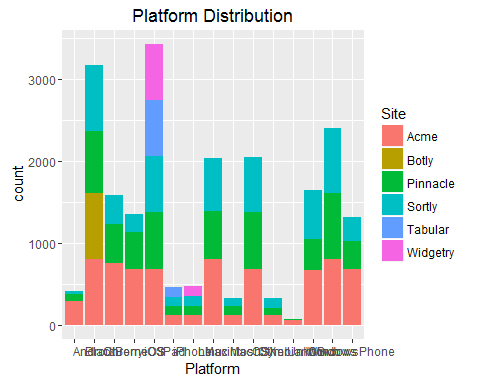 Platform Distribution
3000
2000
1000
0
count
Platform
Site
Acme
Botly
Pinnacle
Sortly
Tabular
Widgetry